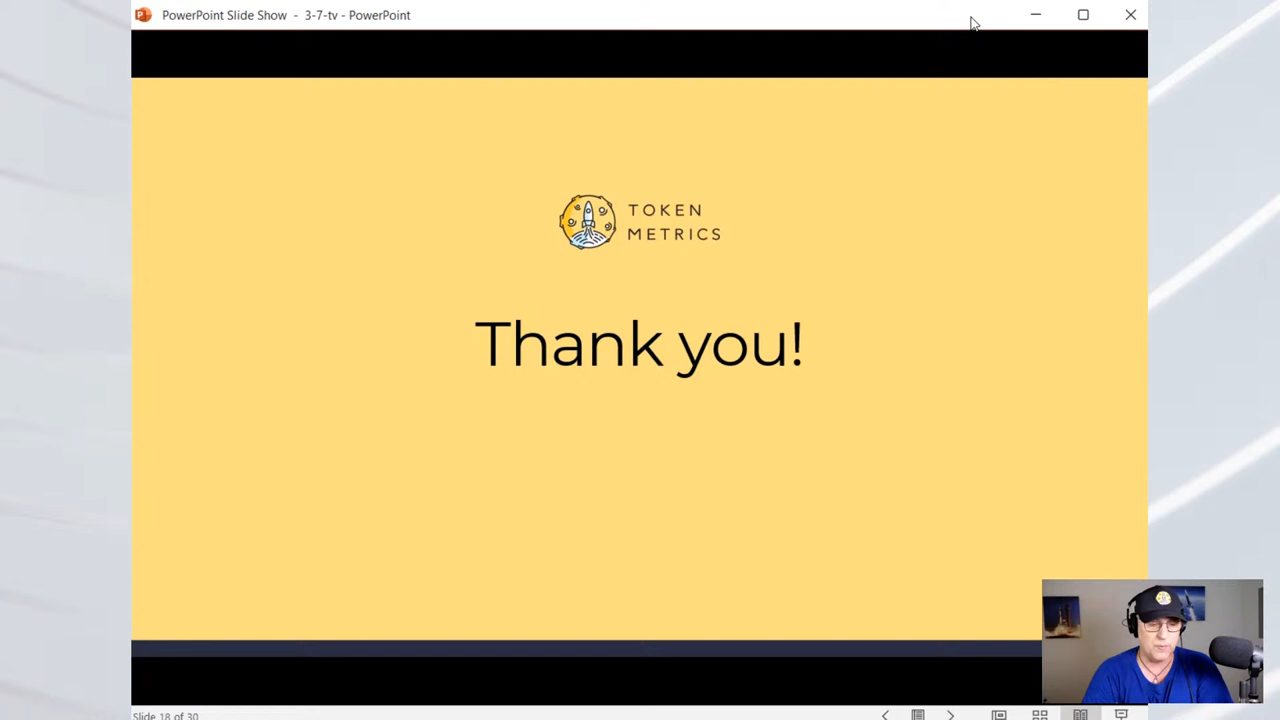 PowerPoint Slide Show - 3-7-tv - PowerPoint
TOKEN
METRICS
Thank you!
Slide 18 of 30